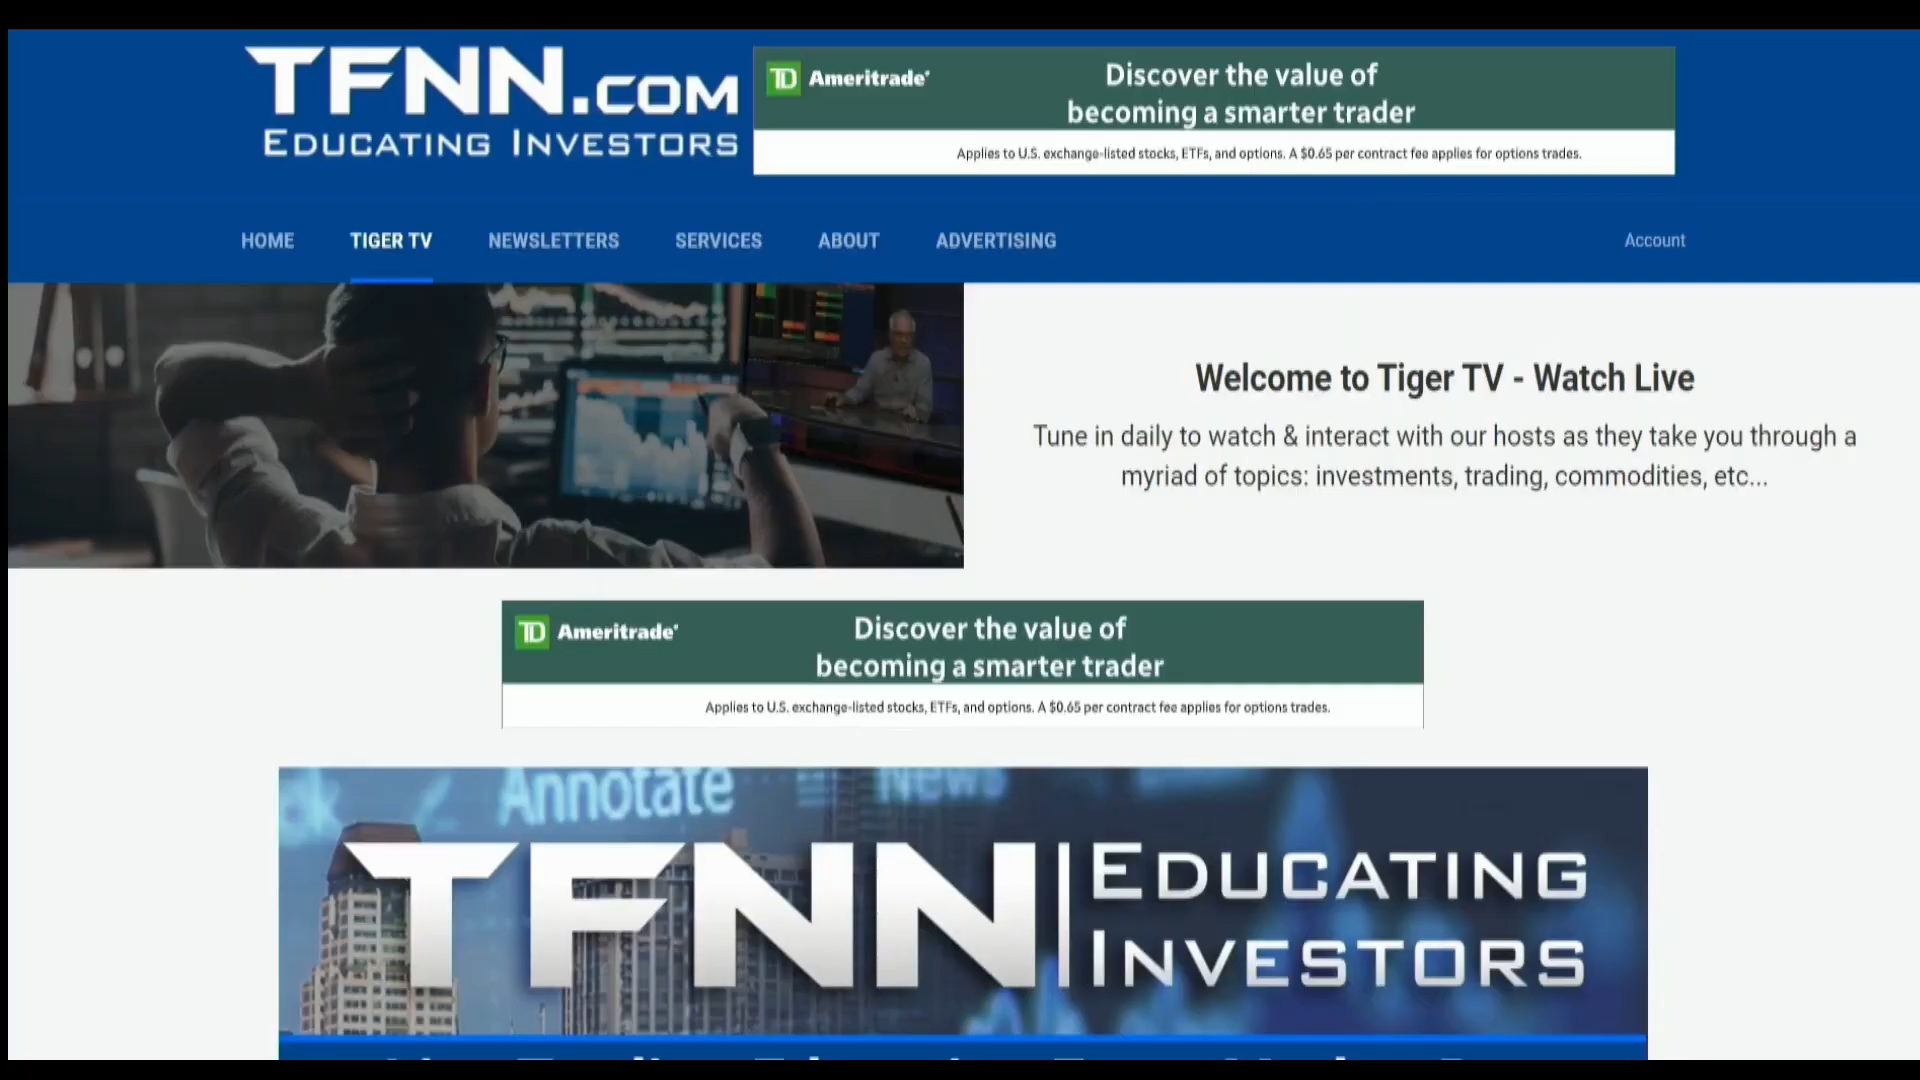 TFNN.COM
EDUCATING INVESTORS
TD Ameritrade
Discover the value of
becoming a smarter trader
Applies to U.S. exchange-listed stocks, ETFs, and options. A $0.65 per contract fee applies for options trades.
HOME TIGER TV NEWSLETTERS SERVICES ABOUT ADVERTISING Account
Welcome to Tiger TV - Watch Live
Tune in daily to watch & interact with our hosts as they take you through a
myriad of topics: investments, trading, commodities, etc...
TD Ameritrade
Discover the value of
becoming a smarter trader
Applies to U.S. exchange-listed stocks, ETFs, and options. A $0.65 per contract fee applies for options trades.
Annotate News
TFNN EDUCATING
INVESTORS